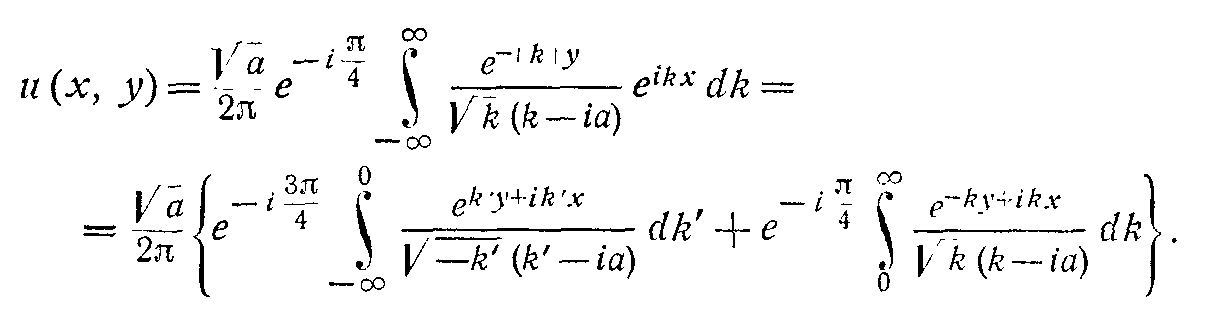 u (x, y) = \frac{\sqrt{a}}{2\pi} e^{-i\frac{\pi}{4}} \int_{-\infty}^{\infty} \frac{e^{-|k|y}}{\sqrt{k} (k - ia)} e^{ikx} dk =
= \frac{\sqrt{a}}{2\pi} \left\{ e^{-i\frac{3\pi}{4}} \int_{-\infty}^{0} \frac{e^{k'y+ik'x}}{\sqrt{-k'} (k' - ia)} dk' + e^{-i\frac{\pi}{4}} \int_{0}^{\infty} \frac{e^{-ky+ikx}}{\sqrt{k} (k - ia)} dk \right\}.